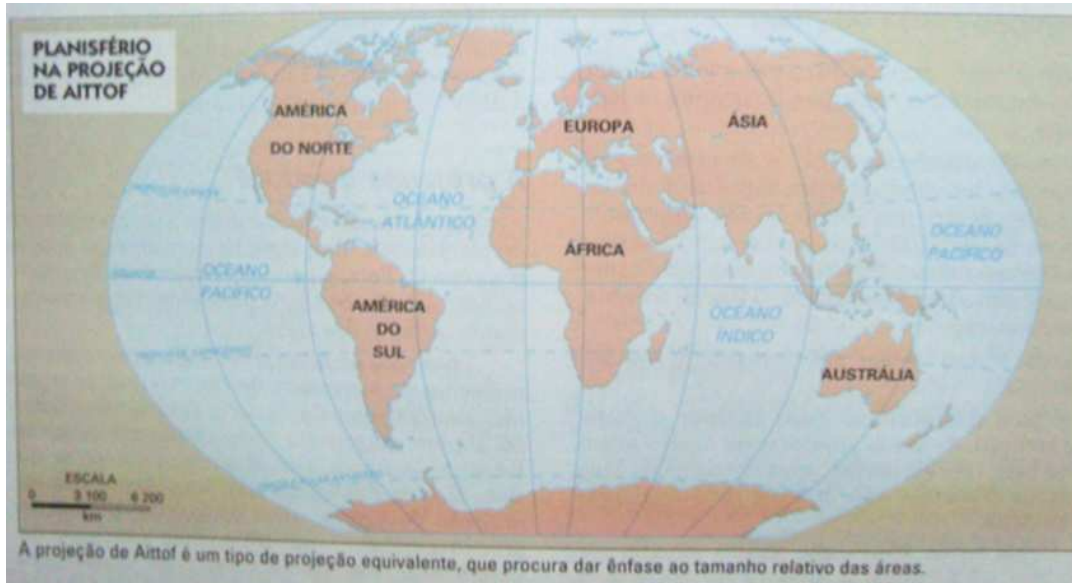 PLANISFÉRIO
NA PROJEÇÃO
DE AITTOF
AMÉRICA
DO NORTE
EUROPA
ÁSIA
OCEANO
ATLÂNTICO
ÁFRICA
OCEANO
PACÍFICO
OCEANO
PACÍFICO
AMÉRICA
DO
SUL
OCEANO
ÍNDICO
AUSTRÁLIA
ESCALA
0 3 100 6 200
km
A projeção de Aittof é um tipo de projeção equivalente, que procura dar ênfase ao tamanho relativo das áreas.